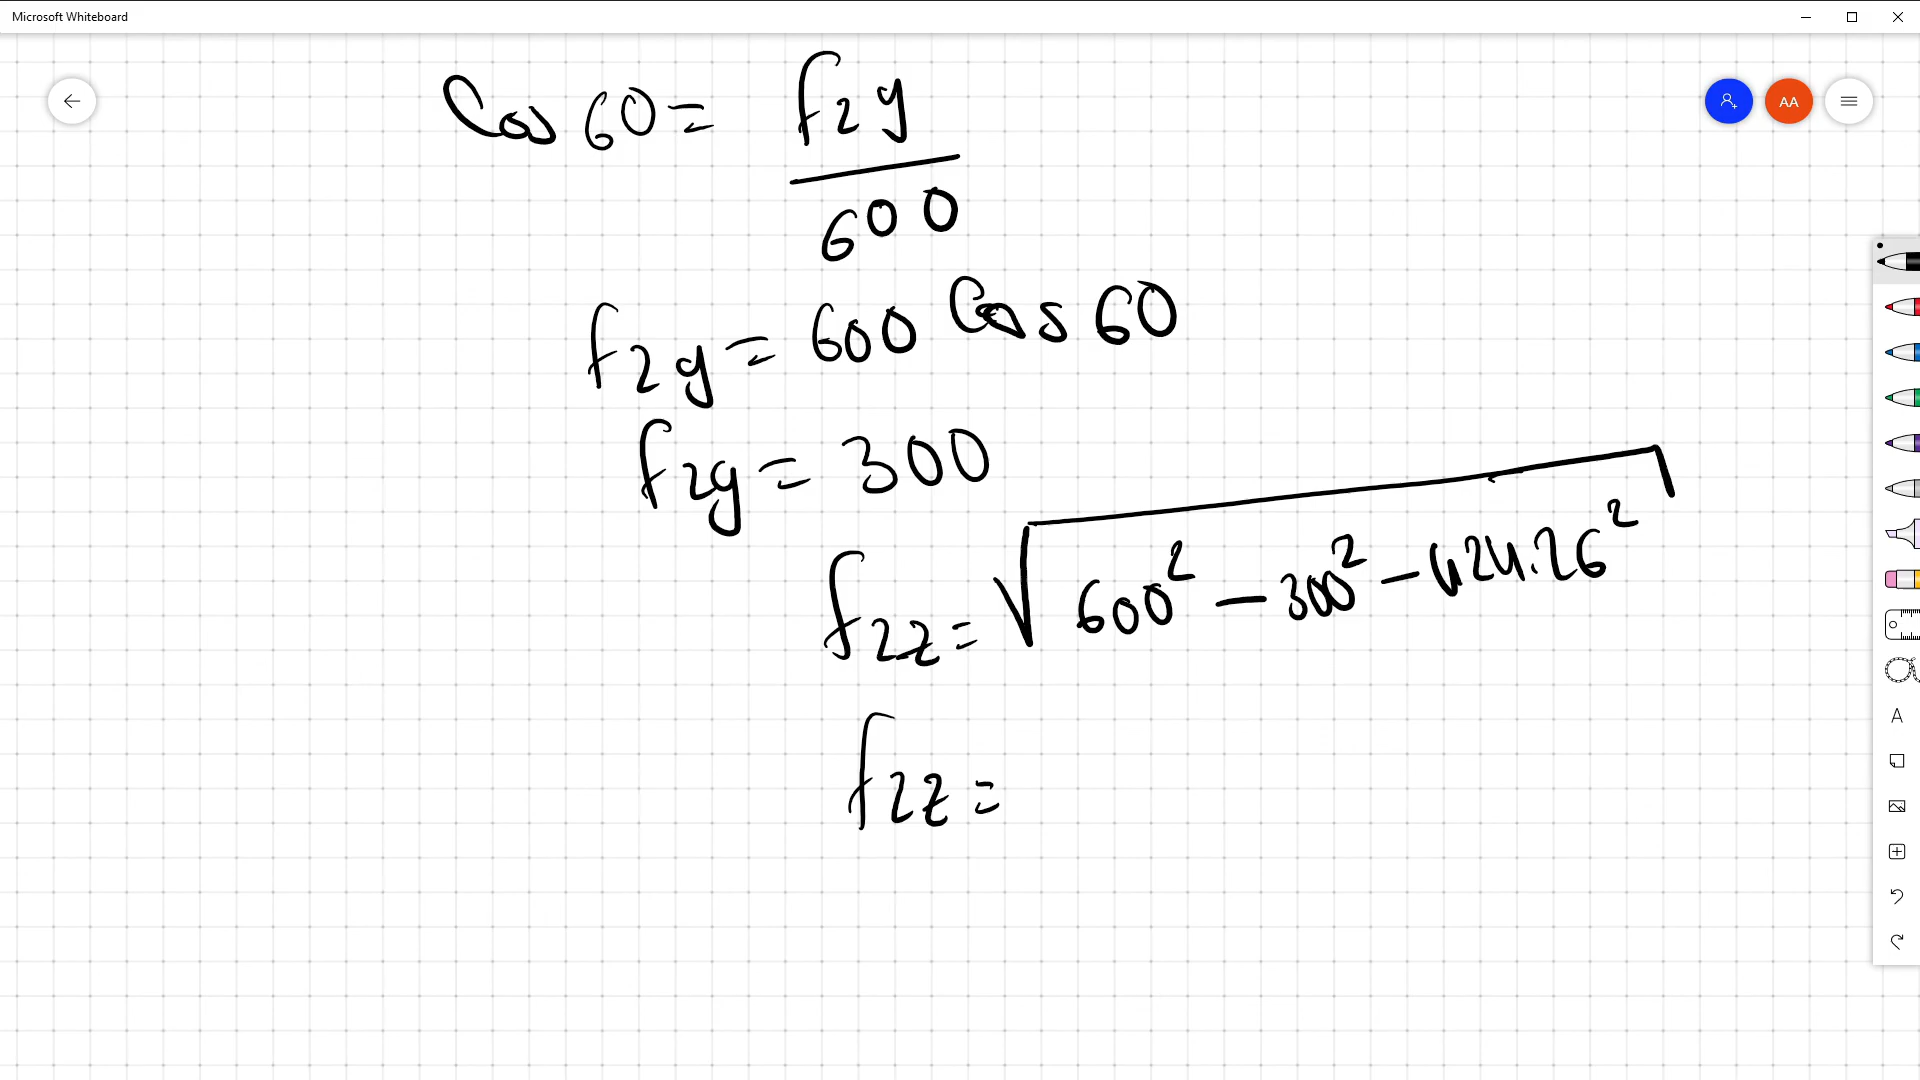 Microsoft Whiteboard
AA
Cos 60 = f2y / 600
f2y = 600 Cos 60
f2y = 300
f2z = √600² - 300² - 424.26²
f2z =
A